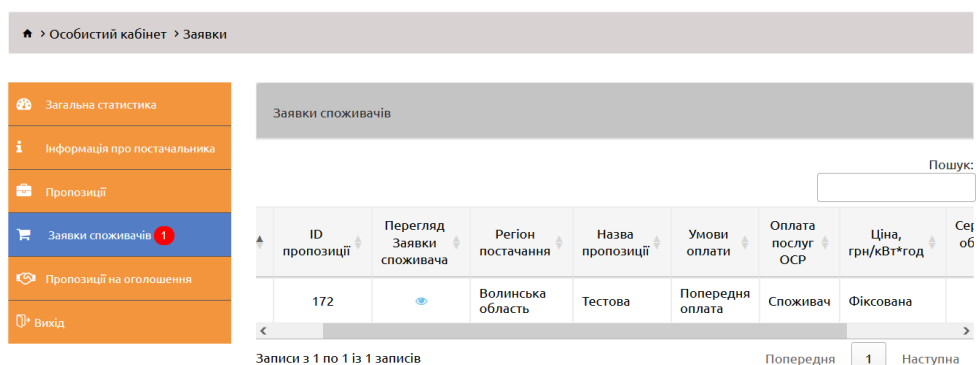 Особистий кабінет > Заявки
Загальна статистика
Інформація про постачальника
Пропозиції
Заявки споживачів 1
Пропозиції на оголошення
Вихід
Заявки споживачів
Пошук:
ID пропозиції
Перегляд Заявки споживача
Регіон постачання
Назва пропозиції
Умови оплати
Оплата послуг ОСР
Ціна, грн/кВт*год
172
Волинська область
Тестова
Попередня оплата
Споживач
Фіксована
Записи з 1 по 1 із 1 записів
Попередня 1 Наступна